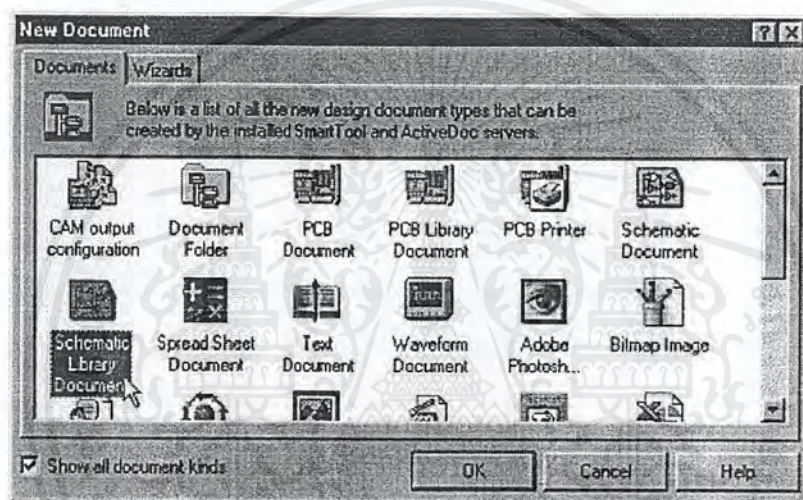 New Document
Documents Wizards
Below is a list of all the new design document types that can be
created by the installed SmartTool and ActiveDoc servers.
CAM output
configuration
Document
Folder
PCB
Document
PCB Library
Document
PCB Printer
Schematic
Document
Schematic
Library
Document
Spread Sheet
Document
Text
Document
Waveform
Document
Adobe
Photosh...
Bitmap Image
Show all document kinds
OK Cancel Help